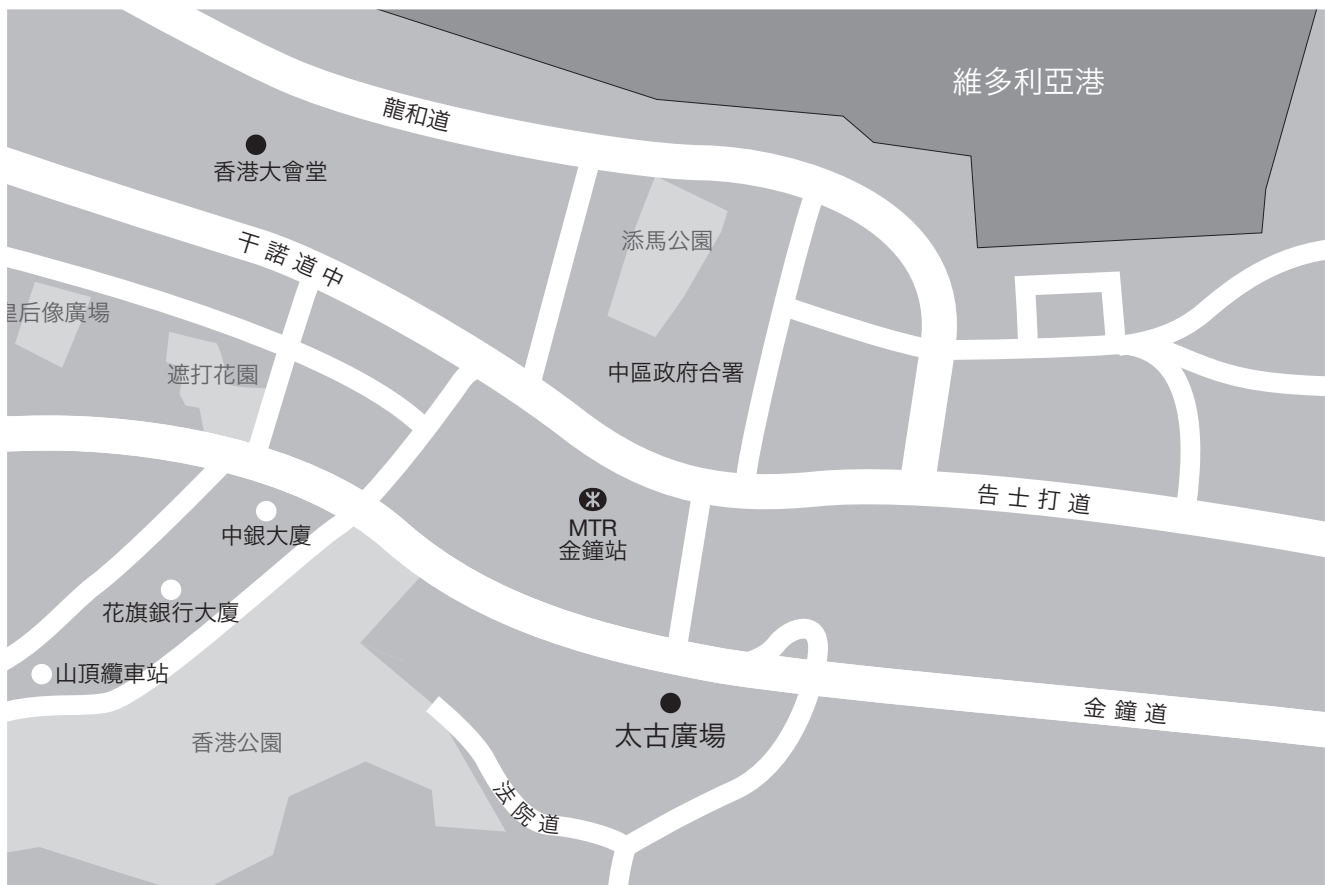 維多利亞港
龍和道
香港大會堂
添馬公園
干諾道中
皇后像廣場
遮打花園
中區政府合署
告士打道
MTR
金鐘站
中銀大廈
花旗銀行大廈
山頂纜車站
金鐘道
太古廣場
香港公園
法院道